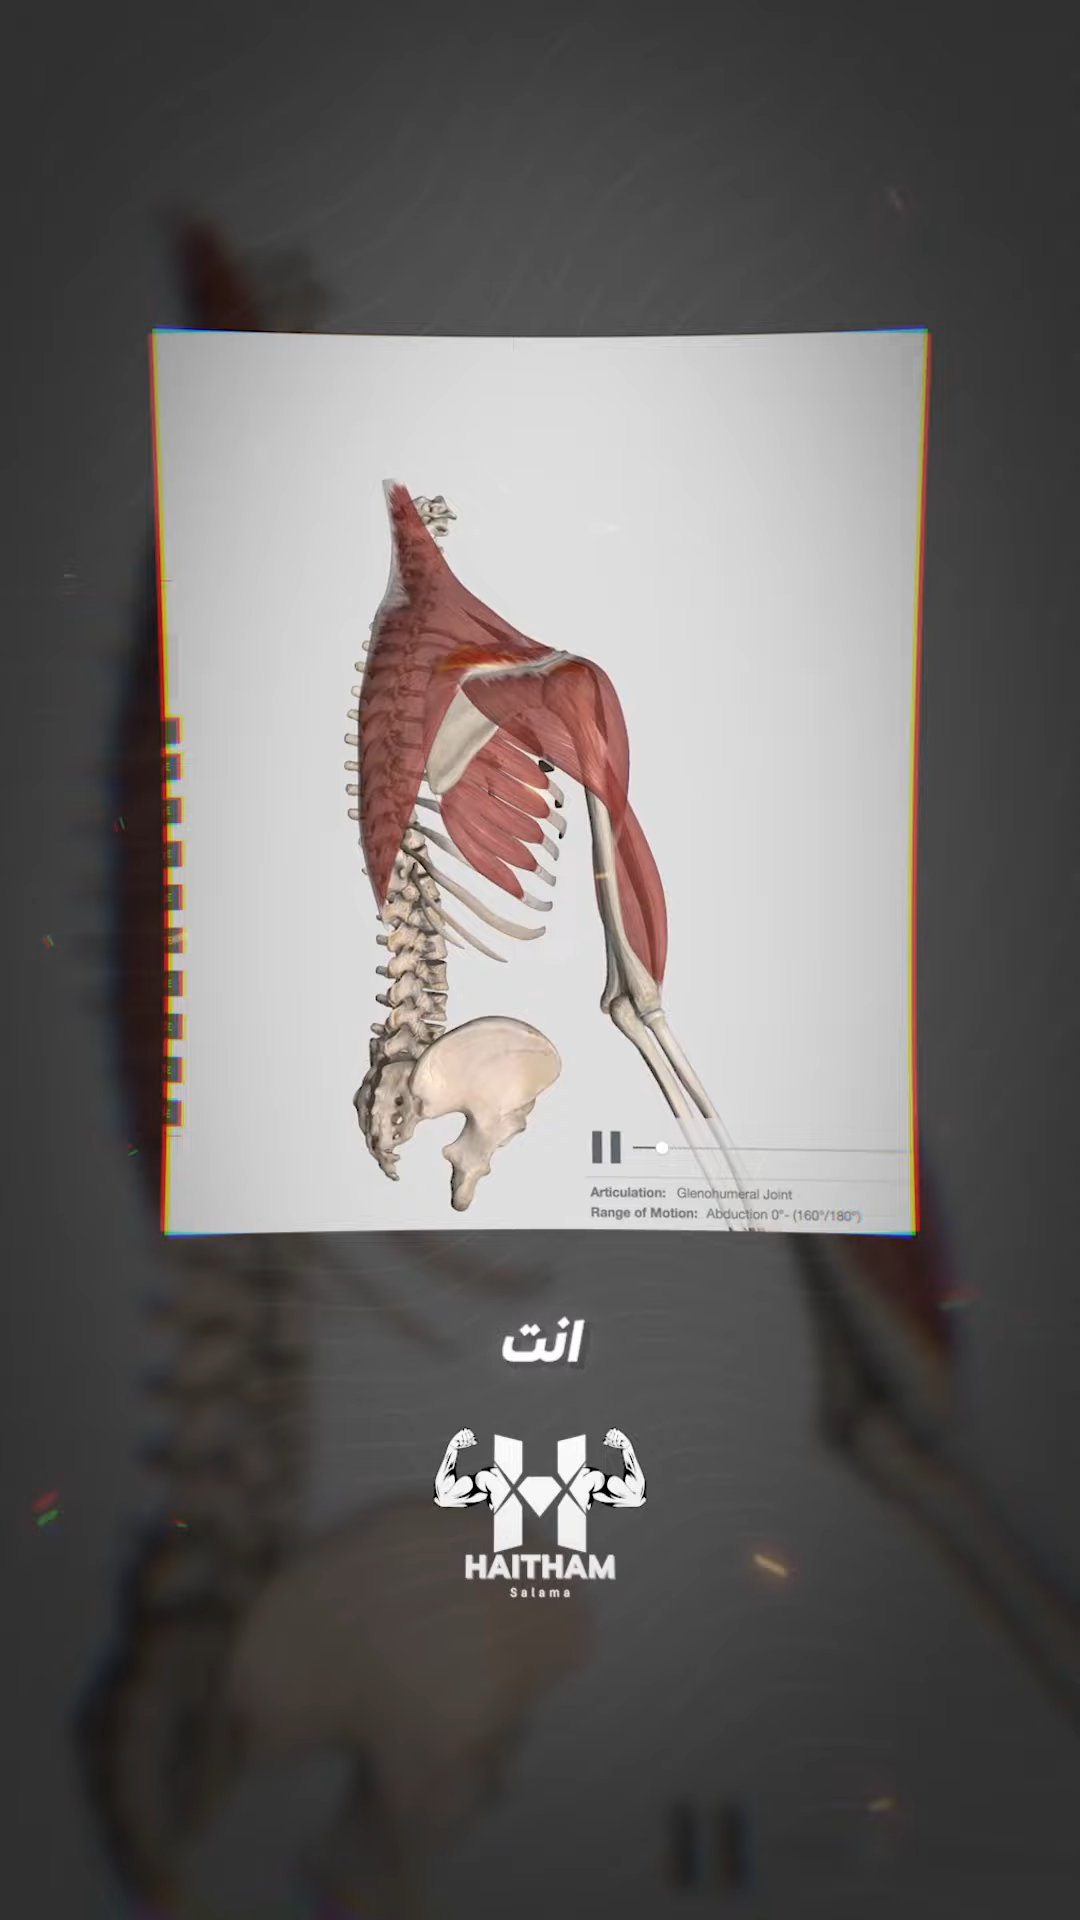 Articulation: Glenohumeral Joint
Range of Motion: Abduction 0°- (160°/180°)
انت
HAITHAM
Salama